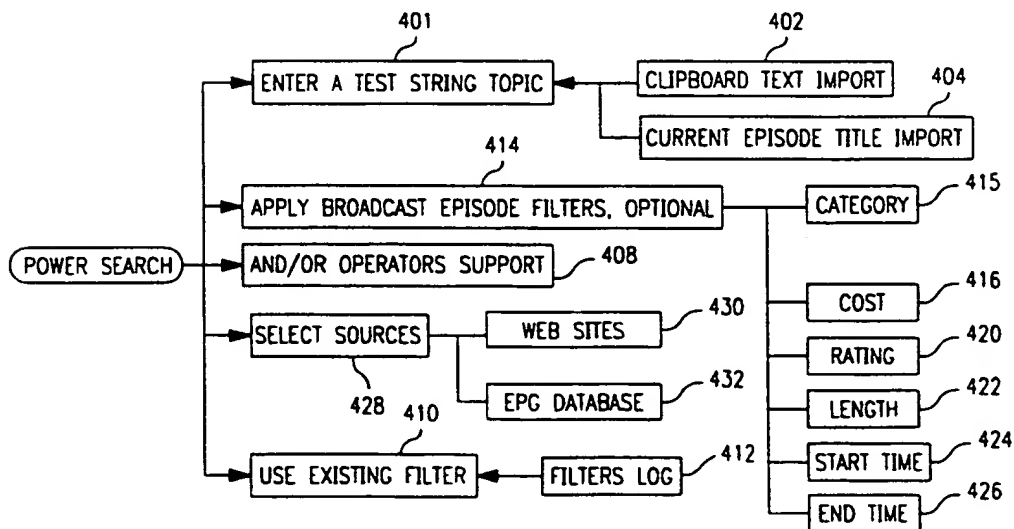 401
402
ENTER A TEST STRING TOPIC
CLIPBOARD TEXT IMPORT
404
CURRENT EPISODE TITLE IMPORT
414
APPLY BROADCAST EPISODE FILTERS, OPTIONAL
CATEGORY
415
POWER SEARCH
AND/OR OPERATORS SUPPORT
408
COST
416
SELECT SOURCES
428
WEB SITES
430
RATING
420
EPG DATABASE
432
LENGTH
422
410
USE EXISTING FILTER
FILTERS LOG
412
START TIME
424
END TIME
426